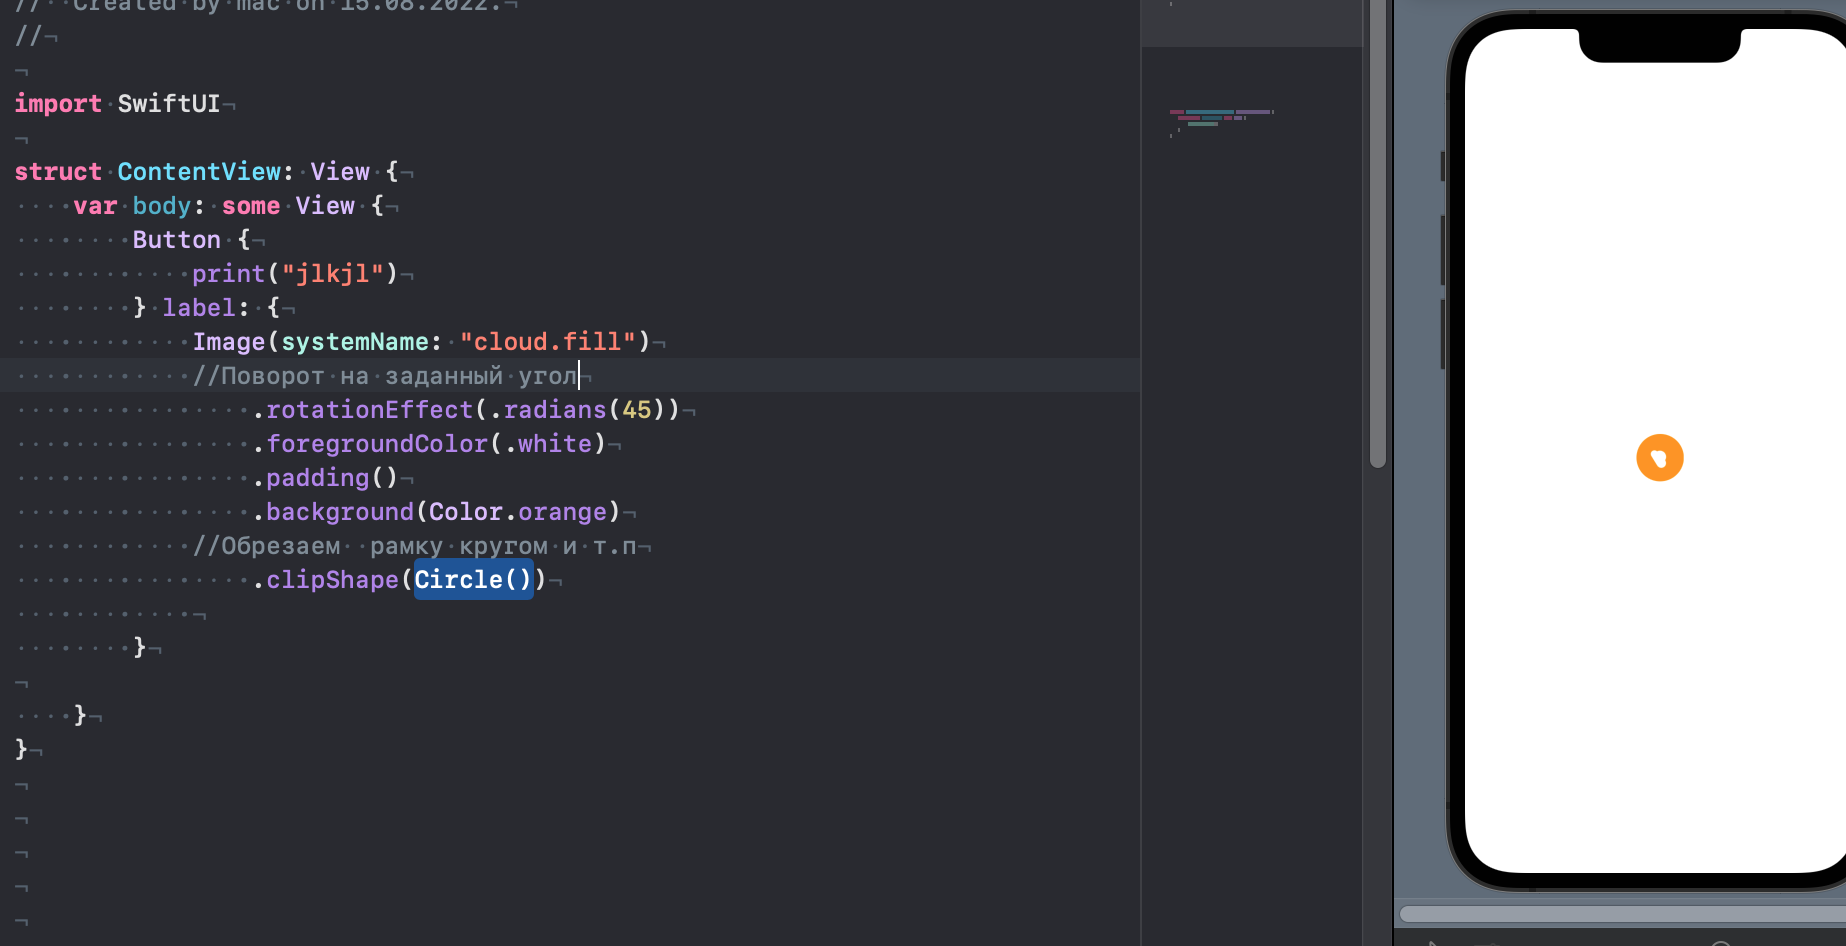 // Created by mac on 15.08.2022.
//
import SwiftUI
struct ContentView: View {
var body: some View {
Button {
print("jlkjl")
} label: {
Image(systemName: "cloud.fill")
//Поворот на заданный угол
.rotationEffect(.radians(45))
.foregroundColor(.white)
.padding()
.background(Color.orange)
//Обрезаем  рамку кругом и т.п
.clipShape(Circle())
}
}
}